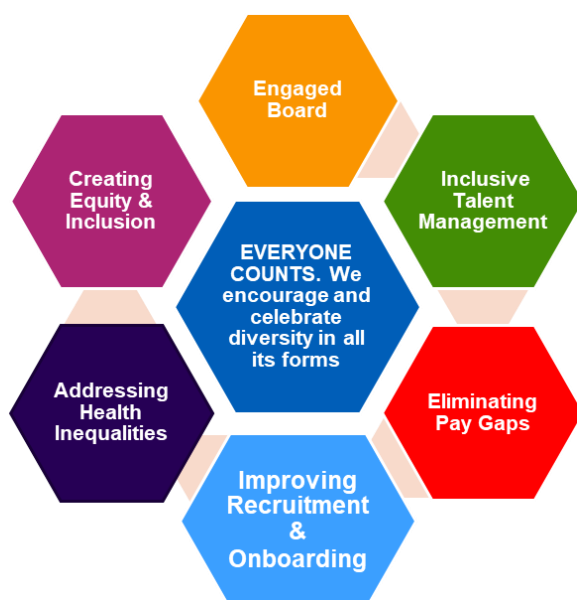 Engaged
Board
Inclusive
Talent
Management
Eliminating
Pay Gaps
Improving
Recruitment
&
Onboarding
Addressing
Health
Inequalities
Creating
Equity &
Inclusion
EVERYONE
COUNTS. We
encourage and
celebrate
diversity in all
its forms